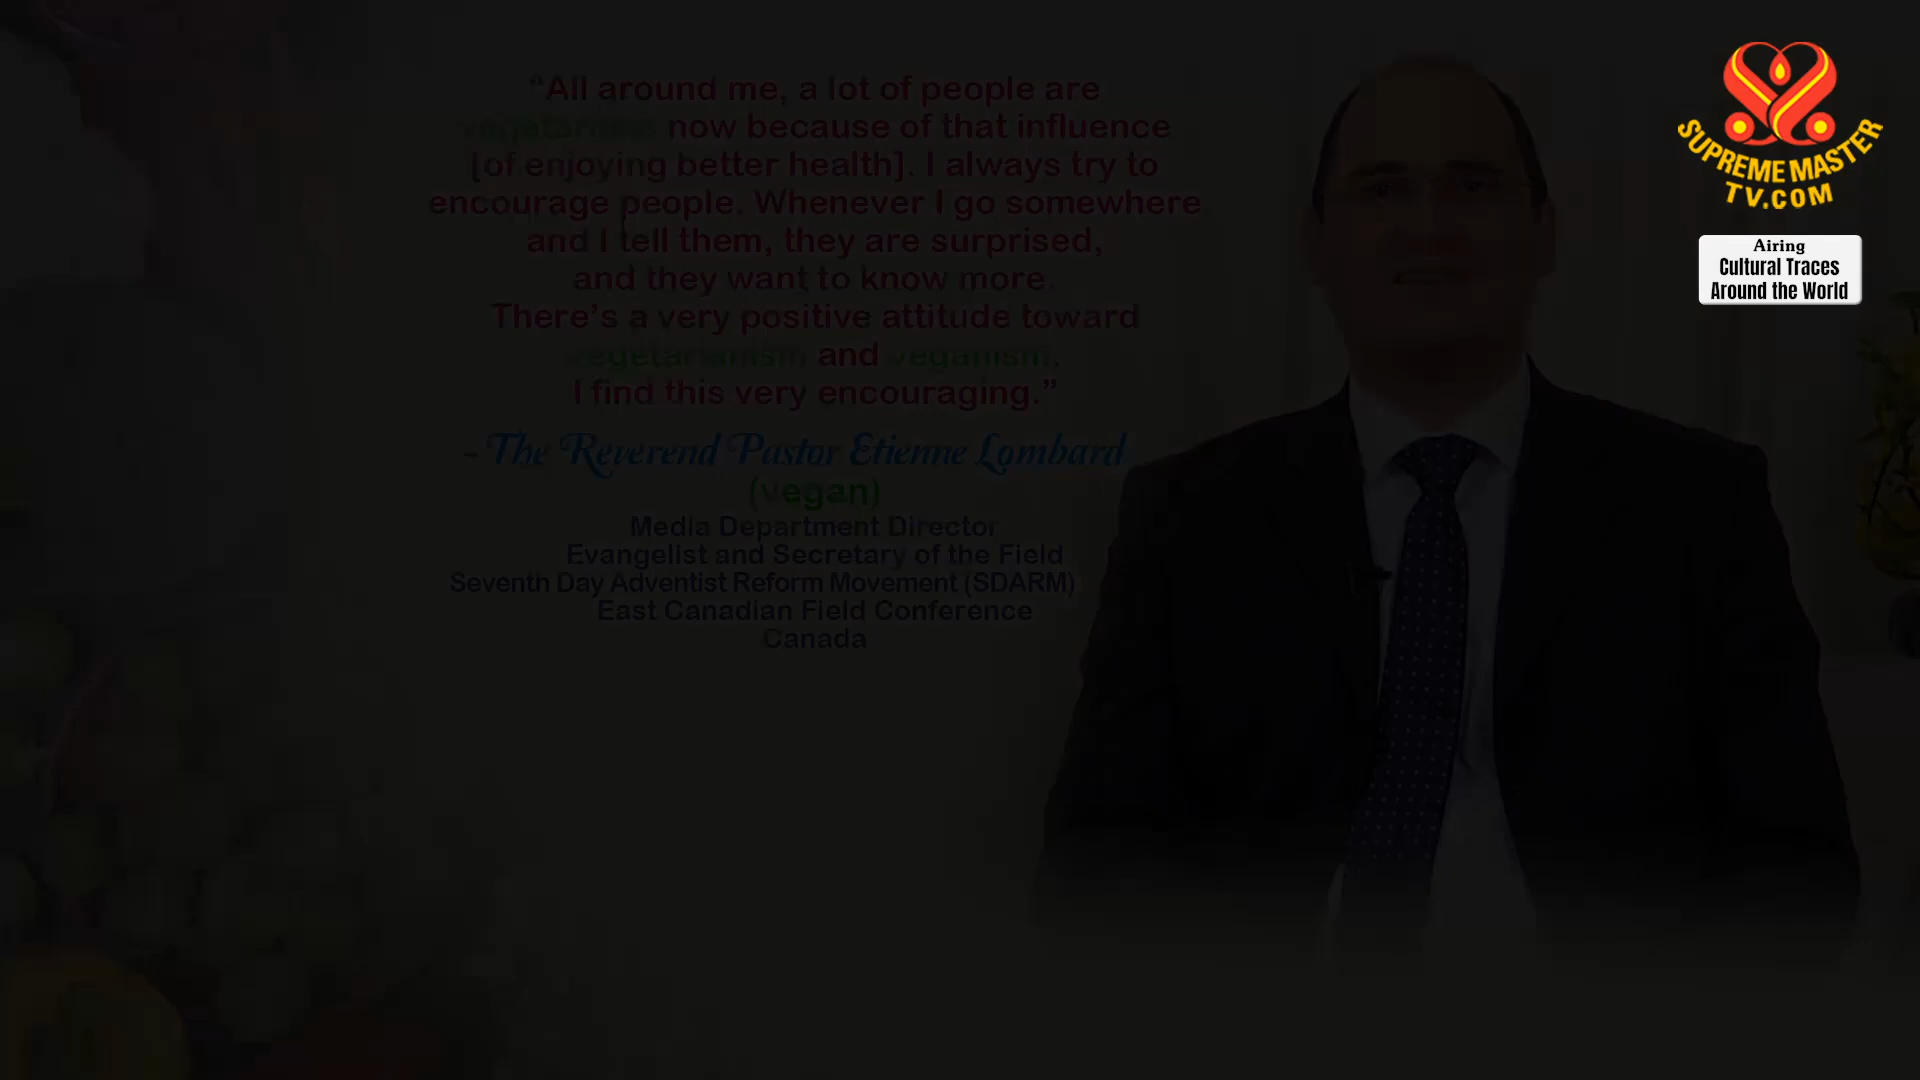 “All around me, a lot of people are
vegetarians now because of that influence
[of enjoying better health]. I always try to
encourage people. Whenever I go somewhere
and I tell them, they are surprised,
and they want to know more.
There’s a very positive attitude toward
vegetarianism and veganism.
I find this very encouraging.”
- The Reverend Pastor Etienne Lombard
(vegan)
Media Department Director
Evangelist and Secretary of the Field
Seventh Day Adventist Reform Movement (SDARM)
East Canadian Field Conference
Canada
SUPREME MASTER
TV.COM
Airing
Cultural Traces
Around the World